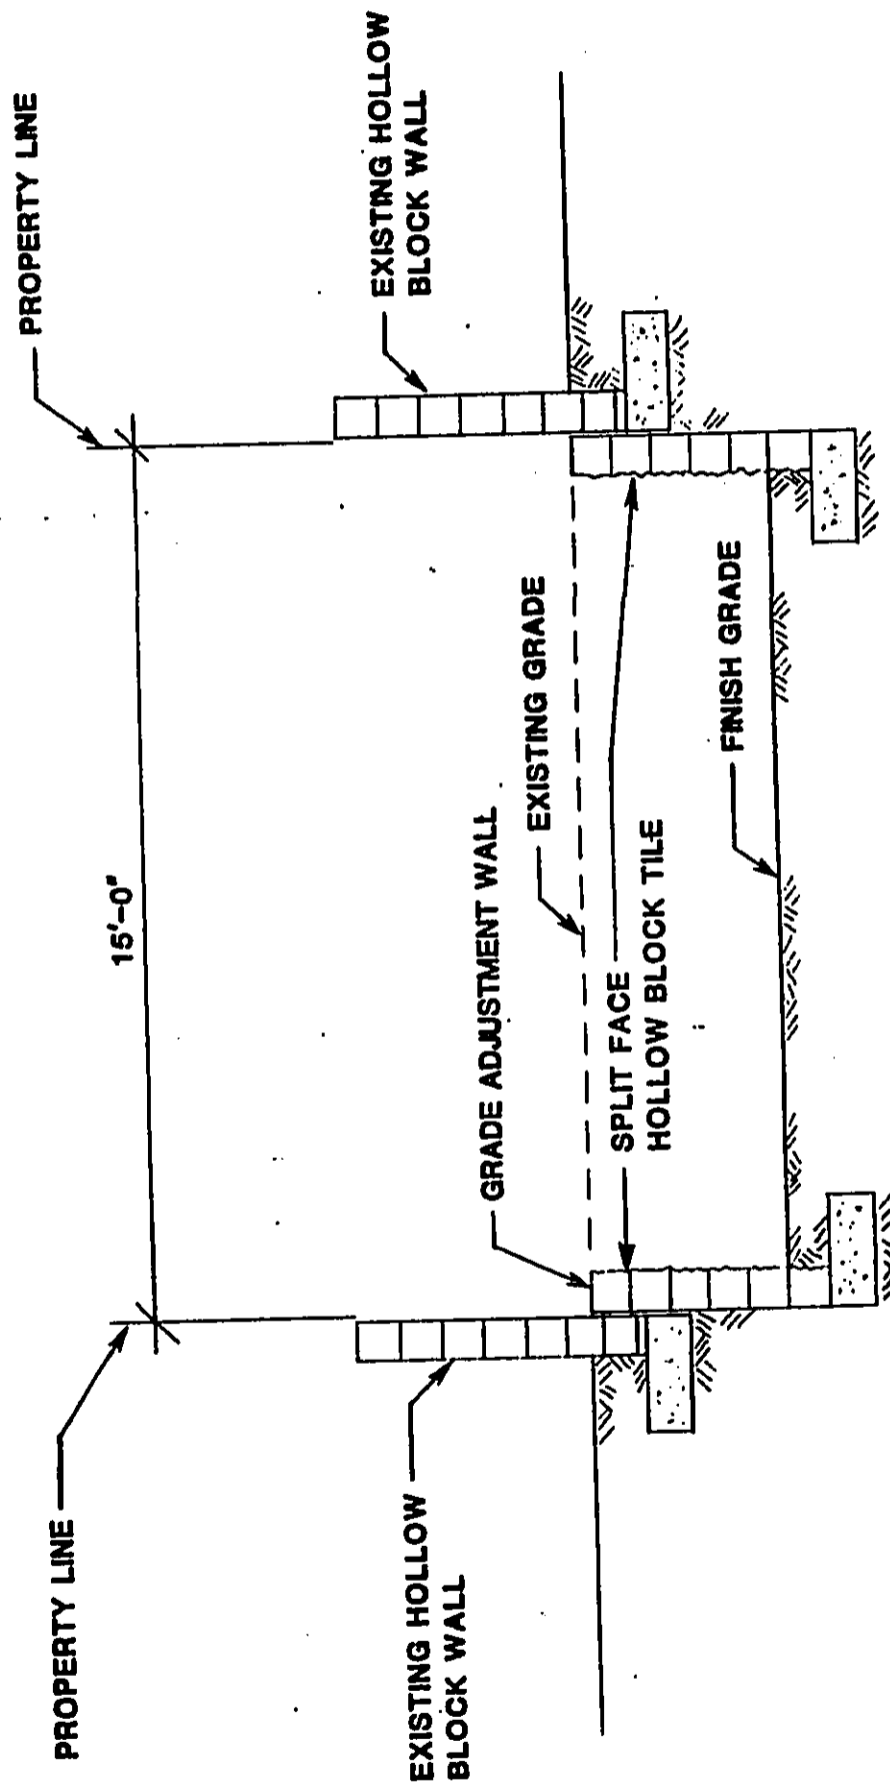 PROPERTY LINE
15'-0"
PROPERTY LINE
EXISTING HOLLOW
BLOCK WALL
GRADE ADJUSTMENT WALL
EXISTING GRADE
EXISTING HOLLOW
BLOCK WALL
SPLIT FACE
HOLLOW BLOCK TILE
FINISH GRADE